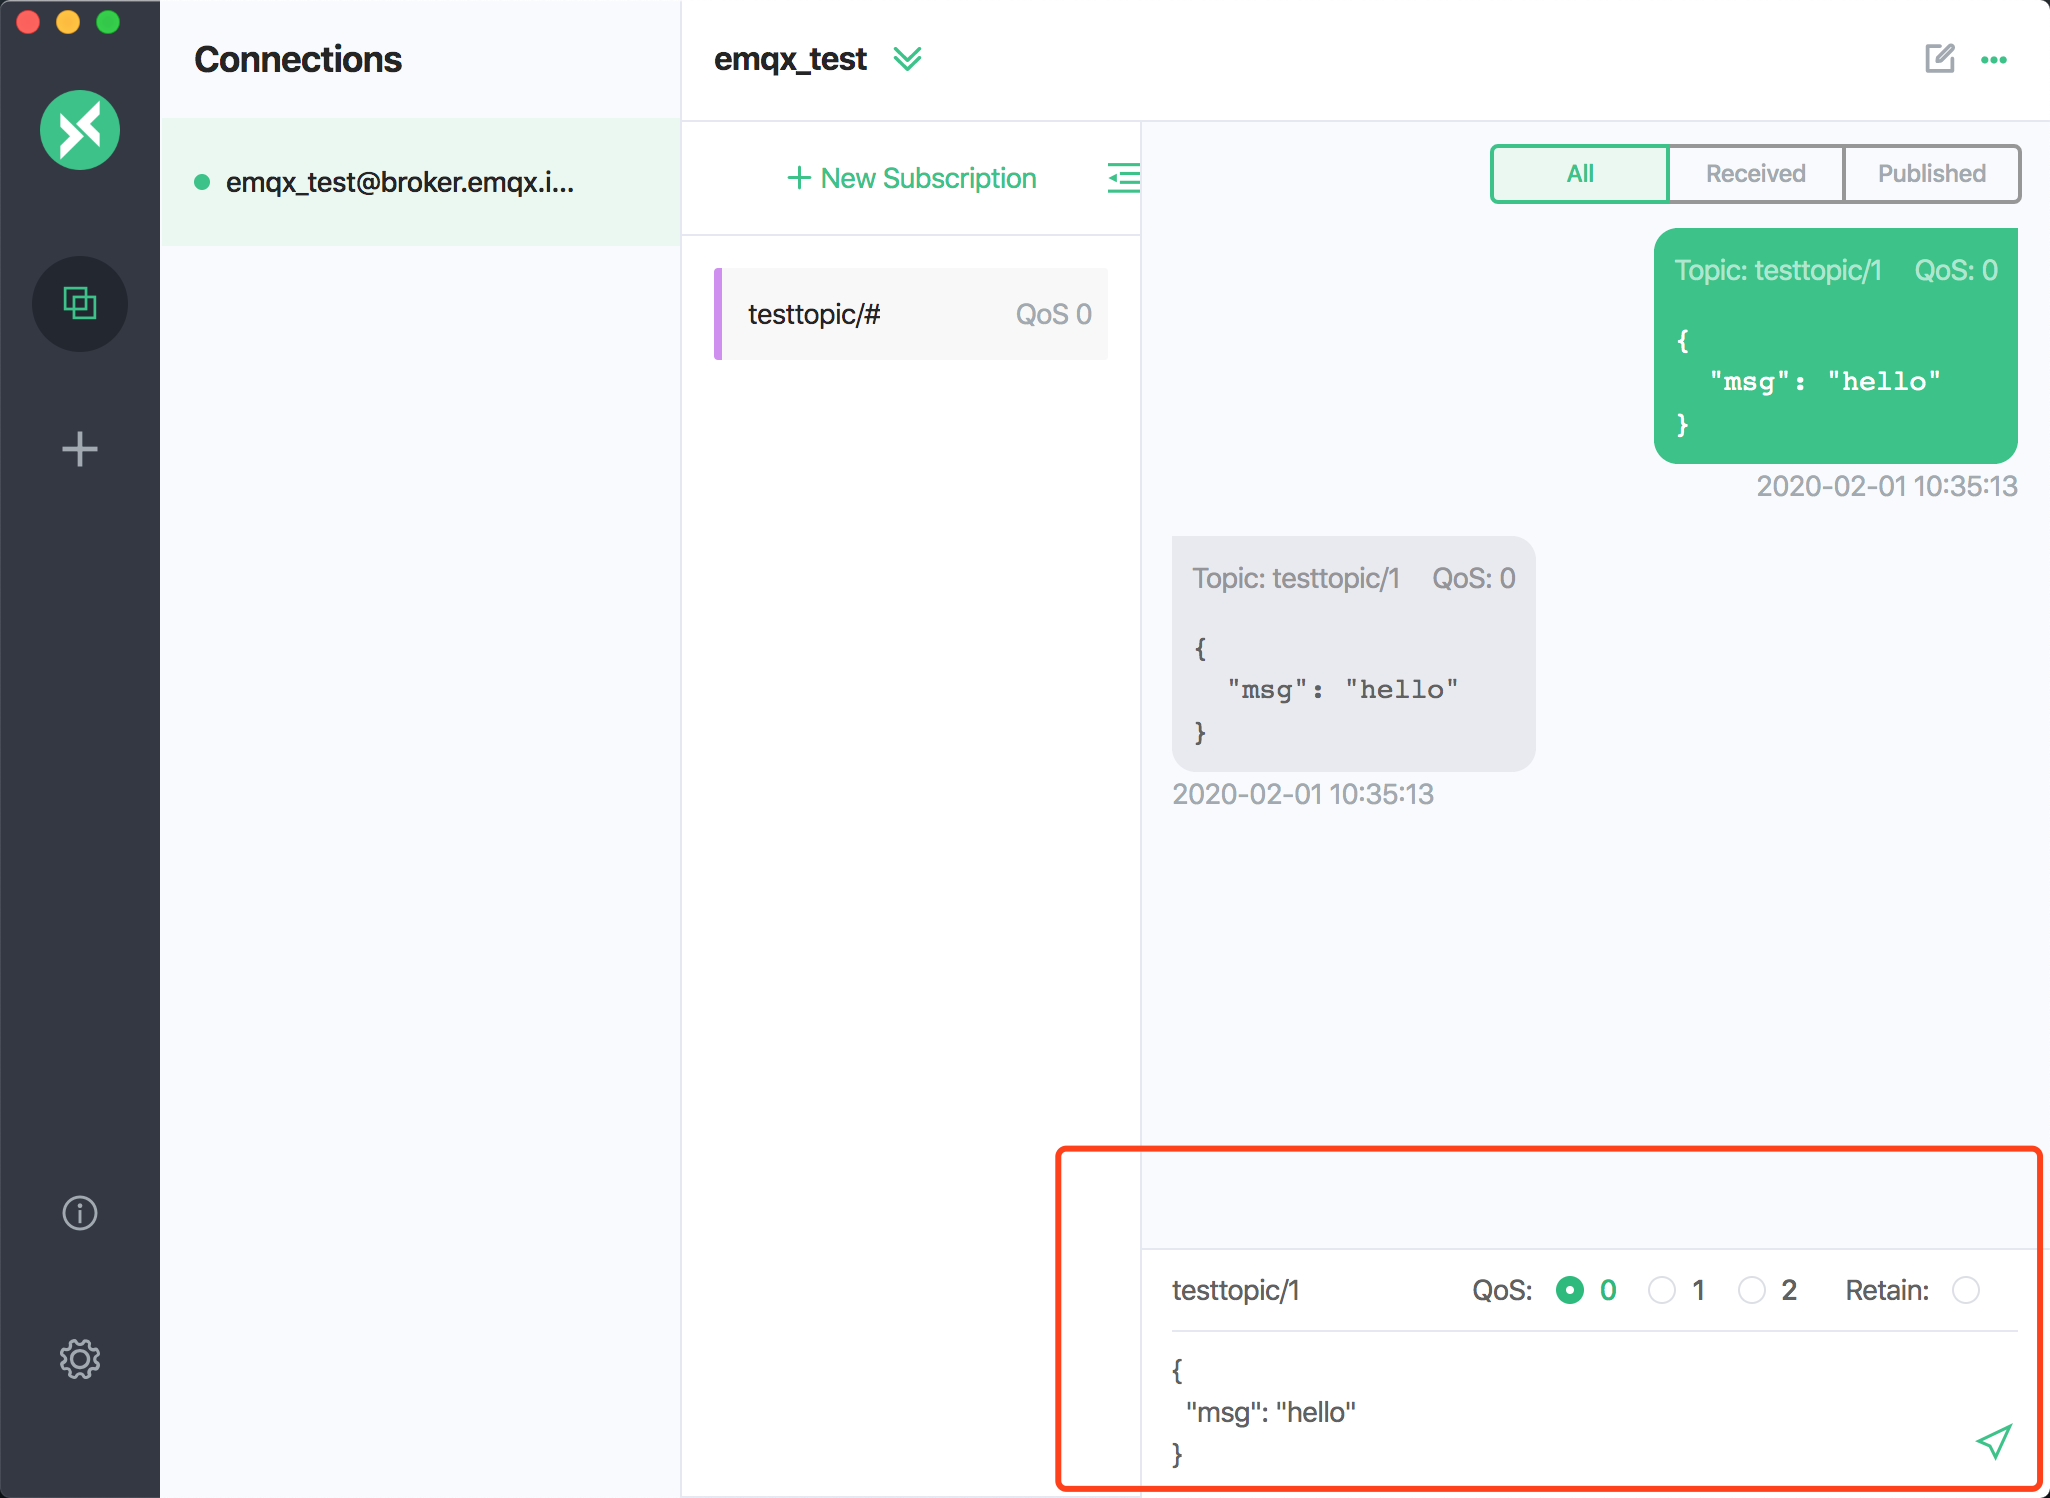 Connections
emqx_test@broker.emqx.i...
emqx_test
New Subscription
testtopic/# QoS 0
All Received Published
Topic: testtopic/1 QoS: 0
{
"msg": "hello"
}
2020-02-01 10:35:13
Topic: testtopic/1 QoS: 0
{
"msg": "hello"
}
2020-02-01 10:35:13
testtopic/1 QoS: 0 1 2 Retain:
{
"msg": "hello"
}